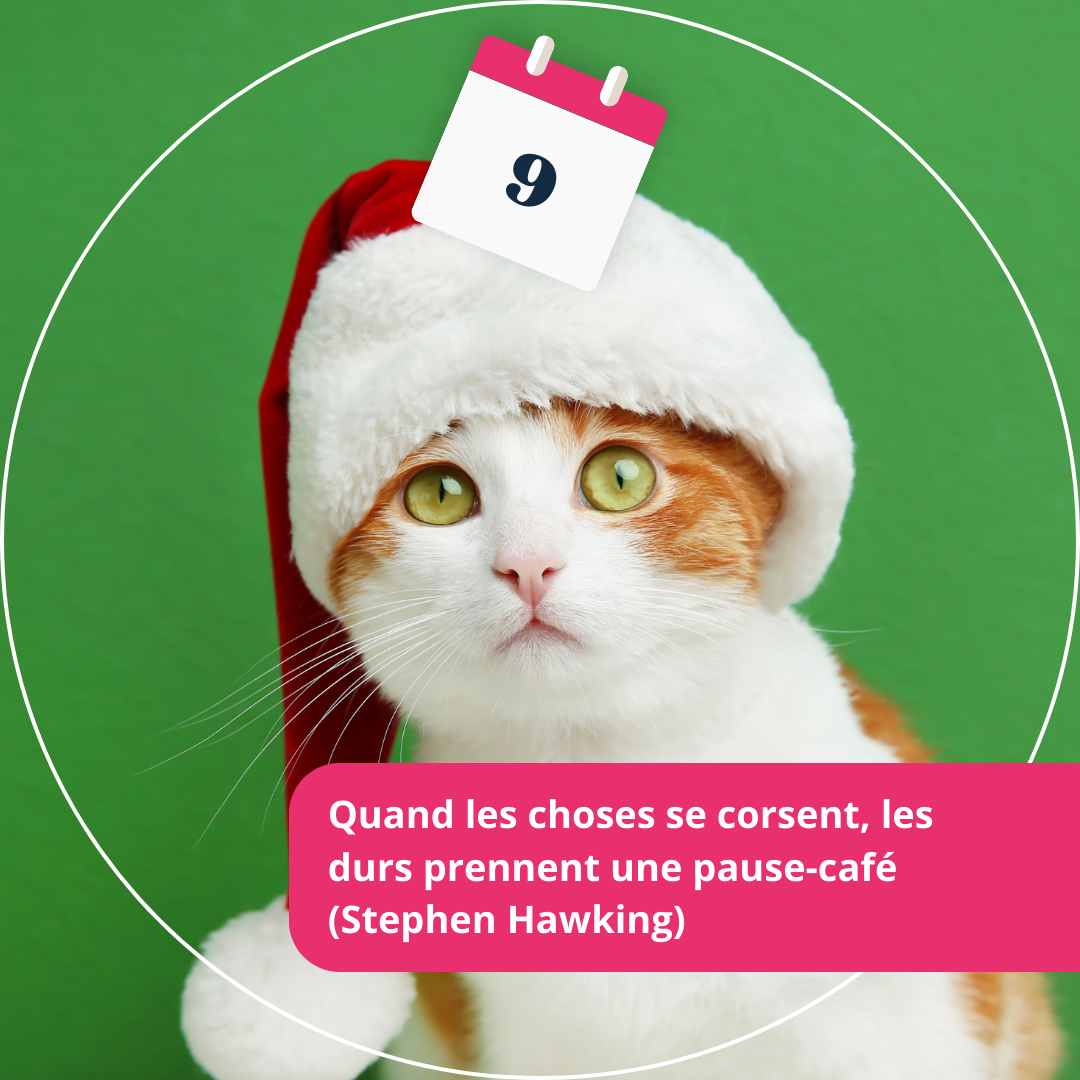 9
Quand les choses se corsent, les
durs prennent une pause-café
(Stephen Hawking)